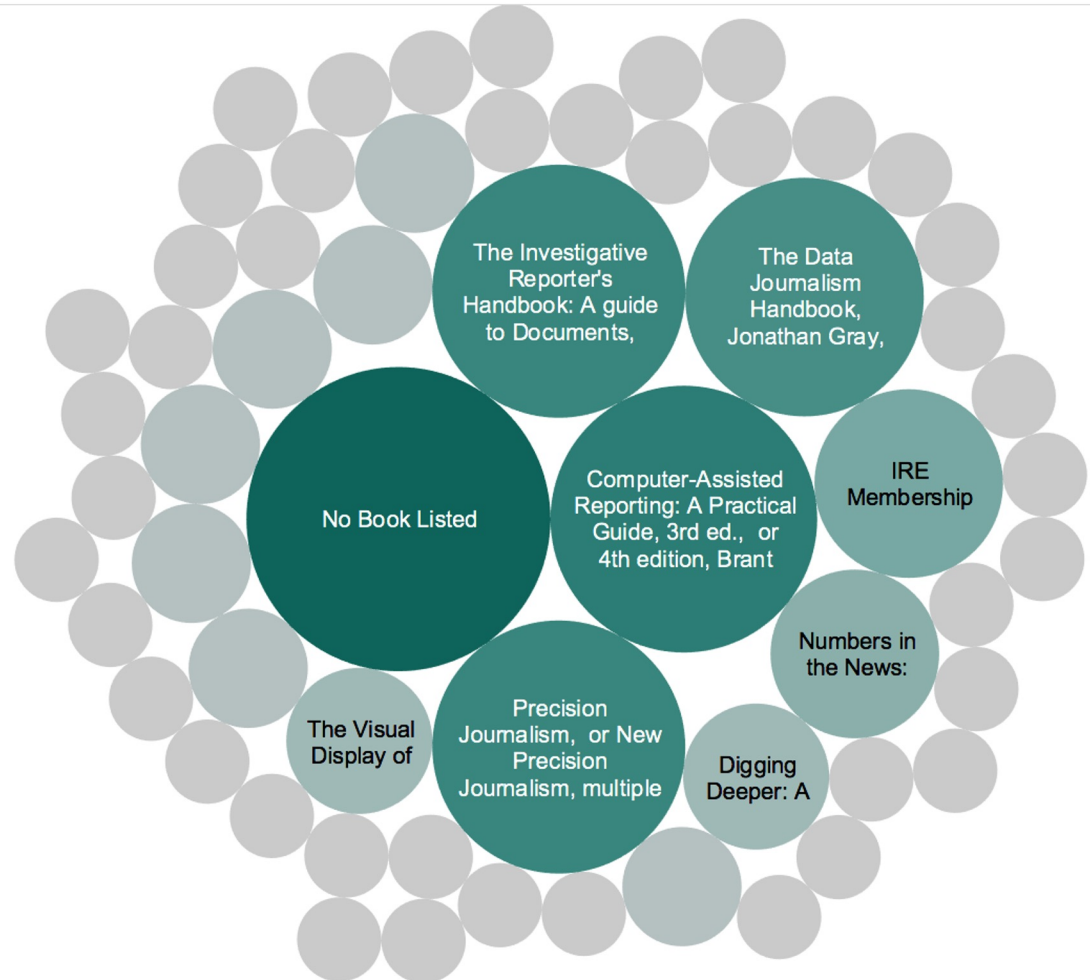 The Investigative
Reporter's
Handbook: A guide
to Documents,
The Data
Journalism
Handbook,
Jonathan Gray,
No Book Listed
Computer-Assisted
Reporting: A Practical
Guide, 3rd ed., or
4th edition, Brant
IRE
Membership
Numbers in
the News:
The Visual
Display of
Precision
Journalism, or New
Precision
Journalism, multiple
Digging
Deeper: A